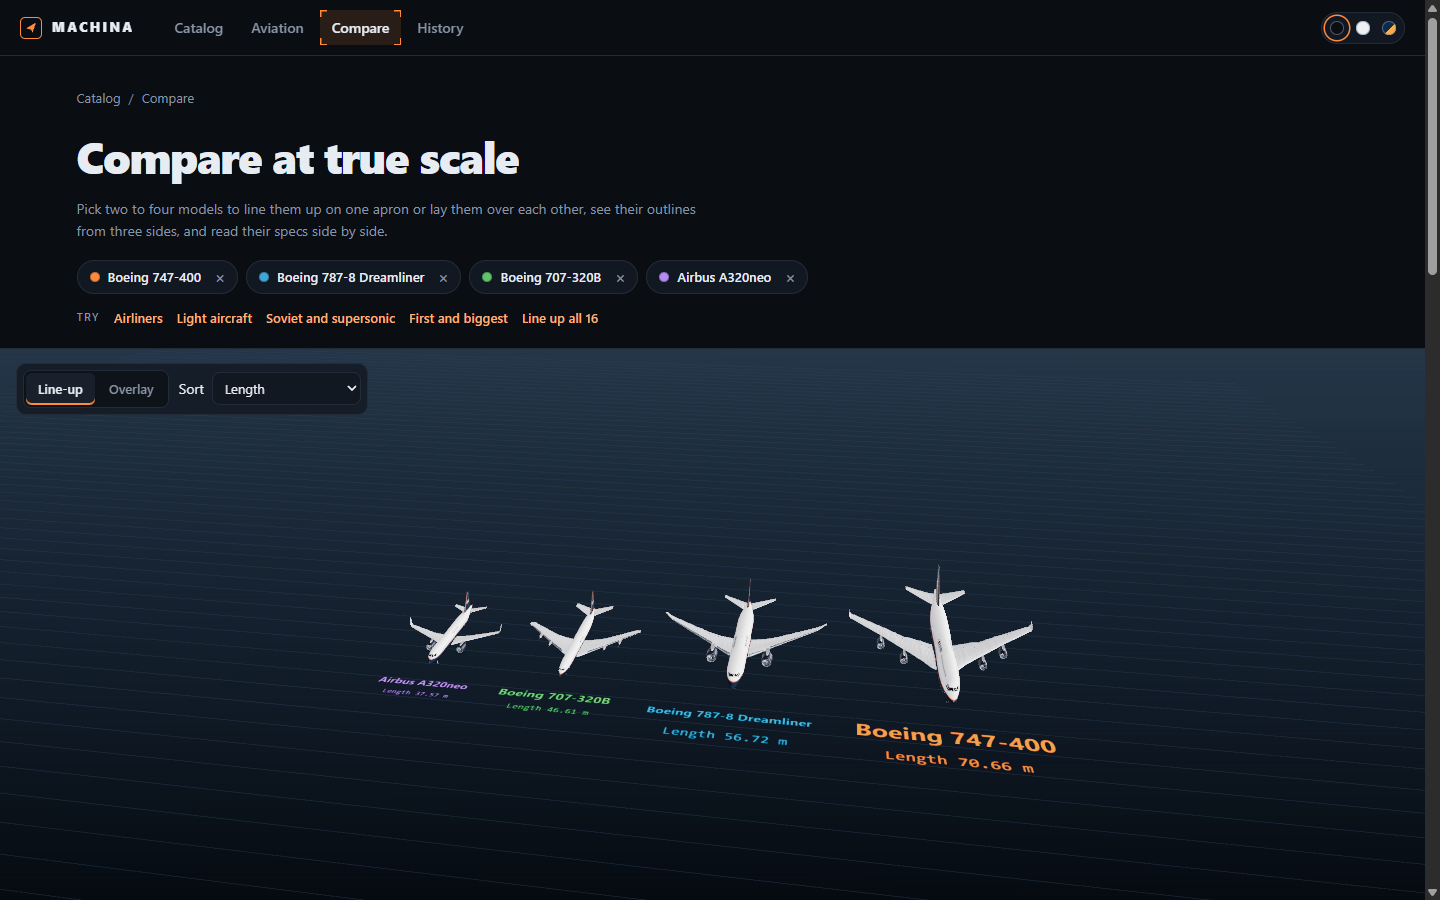 MACHINA
Catalog
Aviation
Compare
History
Catalog / Compare
Compare at true scale
Pick two to four models to line them up on one apron or lay them over each other, see their outlines
from three sides, and read their specs side by side.
Boeing 747-400 ×
Boeing 787-8 Dreamliner ×
Boeing 707-320B ×
Airbus A320neo ×
TRY Airliners Light aircraft Soviet and supersonic First and biggest Line up all 16
Line-up Overlay Sort Length
Airbus A320neo
Length 37.57 m
Boeing 707-320B
Length 46.61 m
Boeing 787-8 Dreamliner
Length 56.72 m
Boeing 747-400
Length 70.66 m